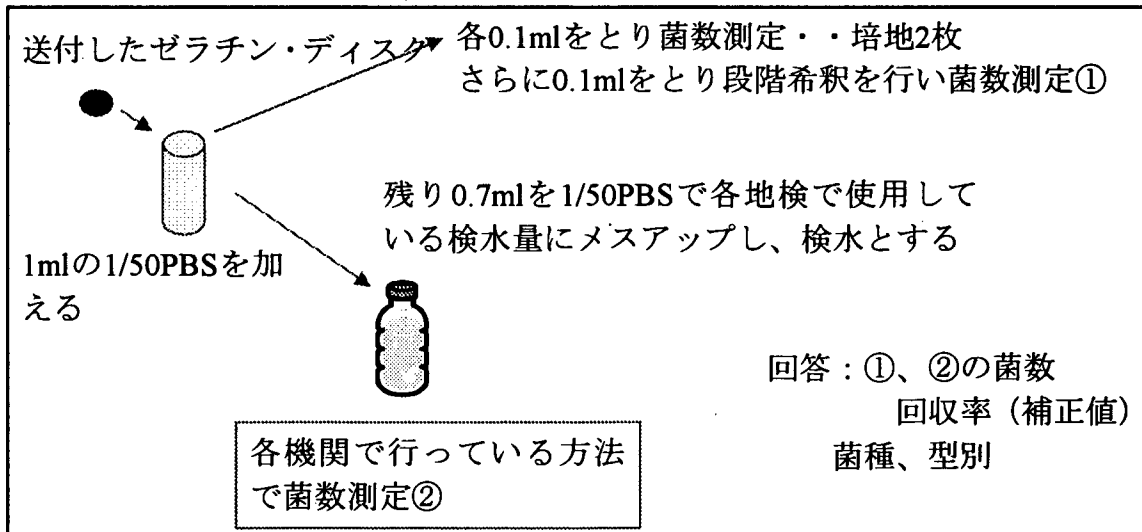 送付したゼラチン・ディスク
各0.1mlをとり菌数測定・・培地2枚
さらに0.1mlをとり段階希釈を行い菌数測定①
残り0.7mlを1/50PBSで各地検で使用して
いる検水量にメスアップし、検水とする
1mlの1/50PBSを加
える
回答：①、②の菌数
回収率（補正値）
菌種、型別
各機関で行っている方法
で菌数測定②